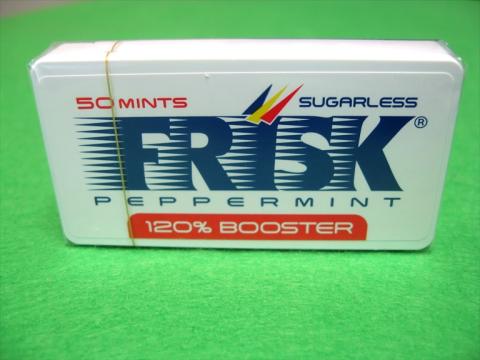 50 MINTS SUGARLESS
FRISK®
PEPPERMINT
120% BOOSTER